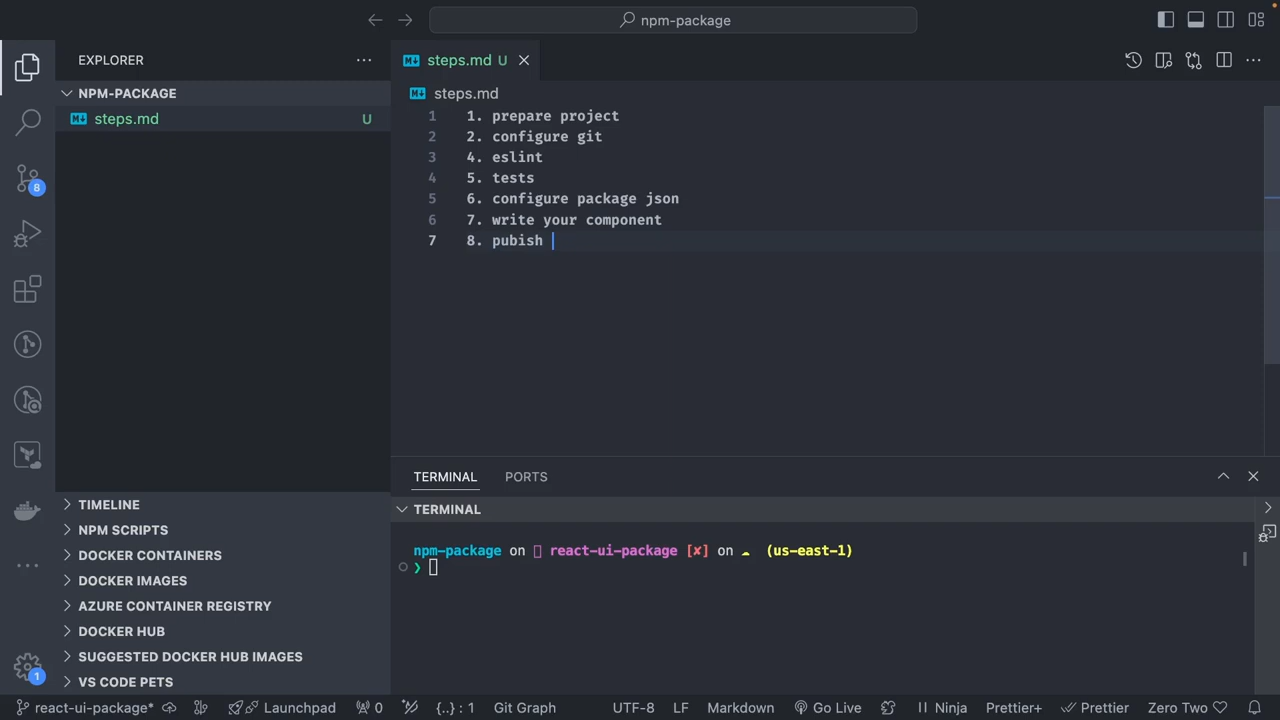 npm-package
EXPLORER
NPM-PACKAGE
steps.md U
8
1
TIMELINE
NPM SCRIPTS
DOCKER CONTAINERS
DOCKER IMAGES
AZURE CONTAINER REGISTRY
DOCKER HUB
SUGGESTED DOCKER HUB IMAGES
VS CODE PETS
steps.md U
steps.md
1 1. prepare project
2 2. configure git
3 4. eslint
4 5. tests
5 6. configure package json
6 7. write your component
7 8. pubish
TERMINAL PORTS
TERMINAL
npm-package on react-ui-package [✘] on ☁ (us-east-1)
❯
react-ui-package* Launchpad 0 {..} : 1 Git Graph UTF-8 LF Markdown Go Live Ninja Prettier+ Prettier Zero Two